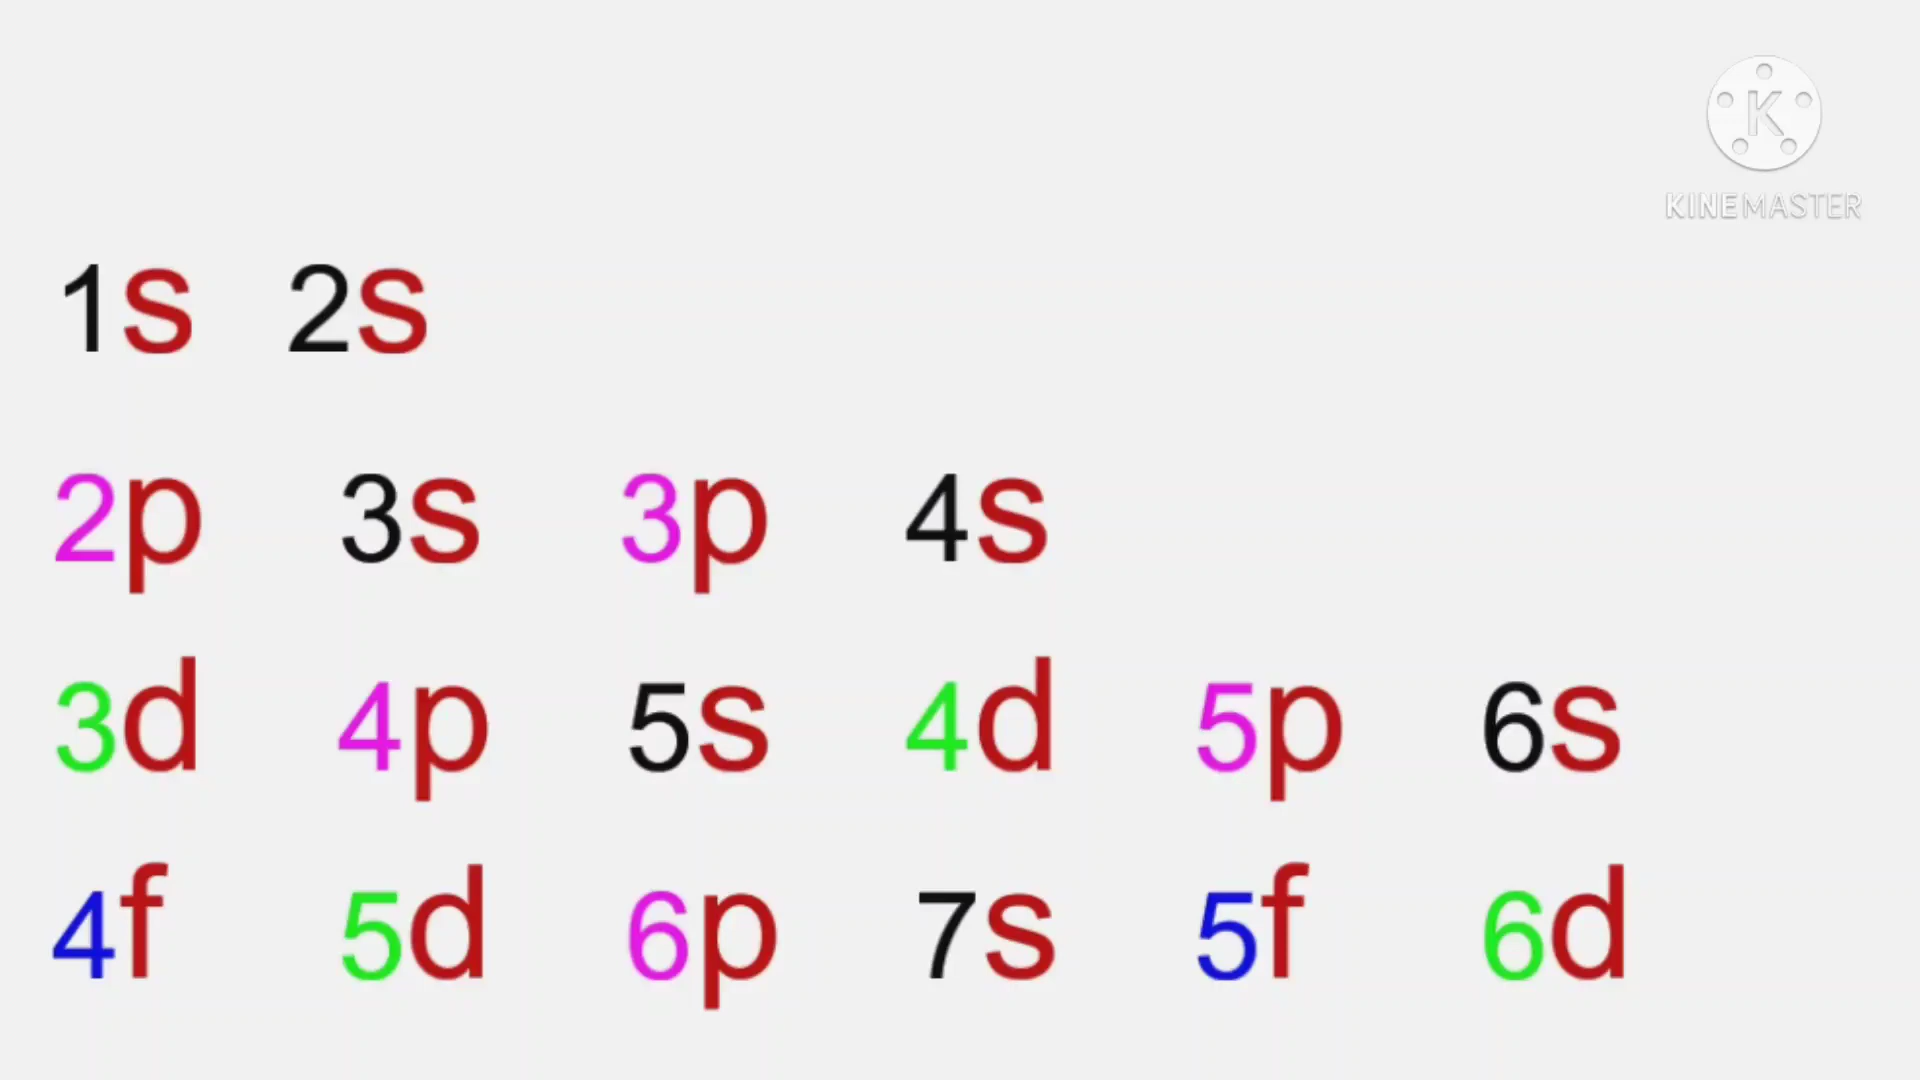 K
KINEMASTER
1s 2s
2p 3s 3p 4s
3d 4p 5s 4d 5p 6s
4f 5d 6p 7s 5f 6d